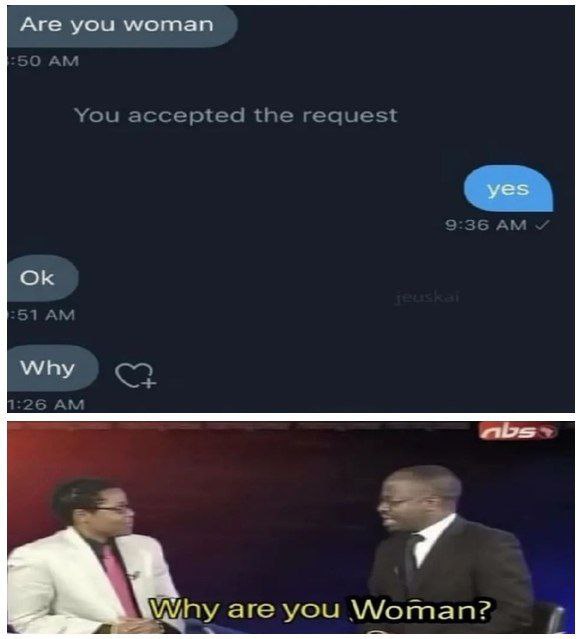 Are you woman
:50 AM
You accepted the request
yes
9:36 AM ✓
Ok
:51 AM
jeuskai
Why
1:26 AM
nbs
Why are you Woman?